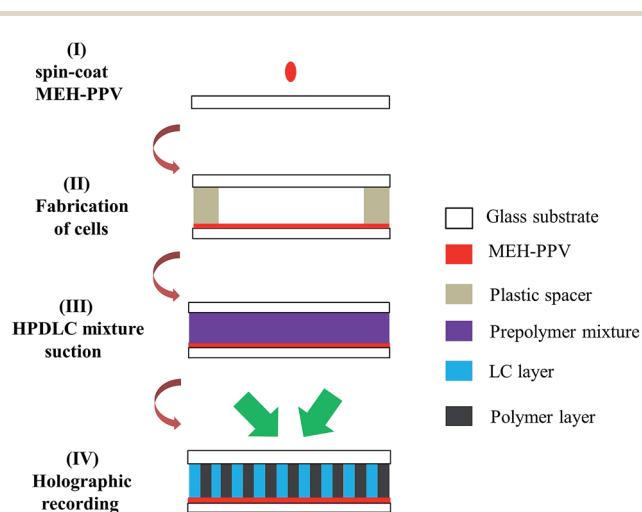 (I)
spin-coat
MEH-PPV
(II)
Fabrication
of cells
(III)
HPDLC mixture
suction
(IV)
Holographic
recording
Glass substrate
MEH-PPV
Plastic spacer
Prepolymer mixture
LC layer
Polymer layer